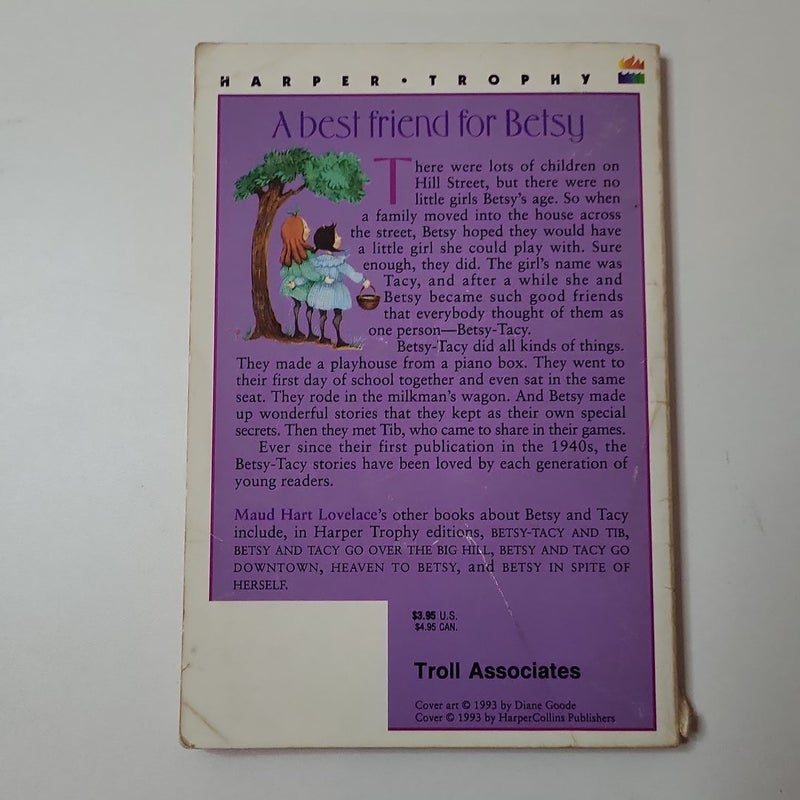 HARPER • TROPHY
A best friend for Betsy
There were lots of children on
Hill Street, but there were no
little girls Betsy's age. So when
a family moved into the house across
the street, Betsy hoped they would have
a little girl she could play with. Sure
enough, they did. The girl's name was
Tacy, and after a while she and
Betsy became such good friends
that everybody thought of them as
one person—Betsy-Tacy.
Betsy-Tacy did all kinds of things.
They made a playhouse from a piano box. They went to
their first day of school together and even sat in the same
seat. They rode in the milkman's wagon. And Betsy made
up wonderful stories that they kept as their own special
secrets. Then they met Tib, who came to share in their games.
Ever since their first publication in the 1940s, the
Betsy-Tacy stories have been loved by each generation of
young readers.
Maud Hart Lovelace's other books about Betsy and Tacy
include, in Harper Trophy editions, BETSY-TACY AND TIB,
BETSY AND TACY GO OVER THE BIG HILL, BETSY AND TACY GO
DOWNTOWN, HEAVEN TO BETSY, and BETSY IN SPITE OF
HERSELF.
$3.95 U.S.
$4.95 CAN.
Troll Associates
Cover art © 1993 by Diane Goode
Cover © 1993 by HarperCollins Publishers